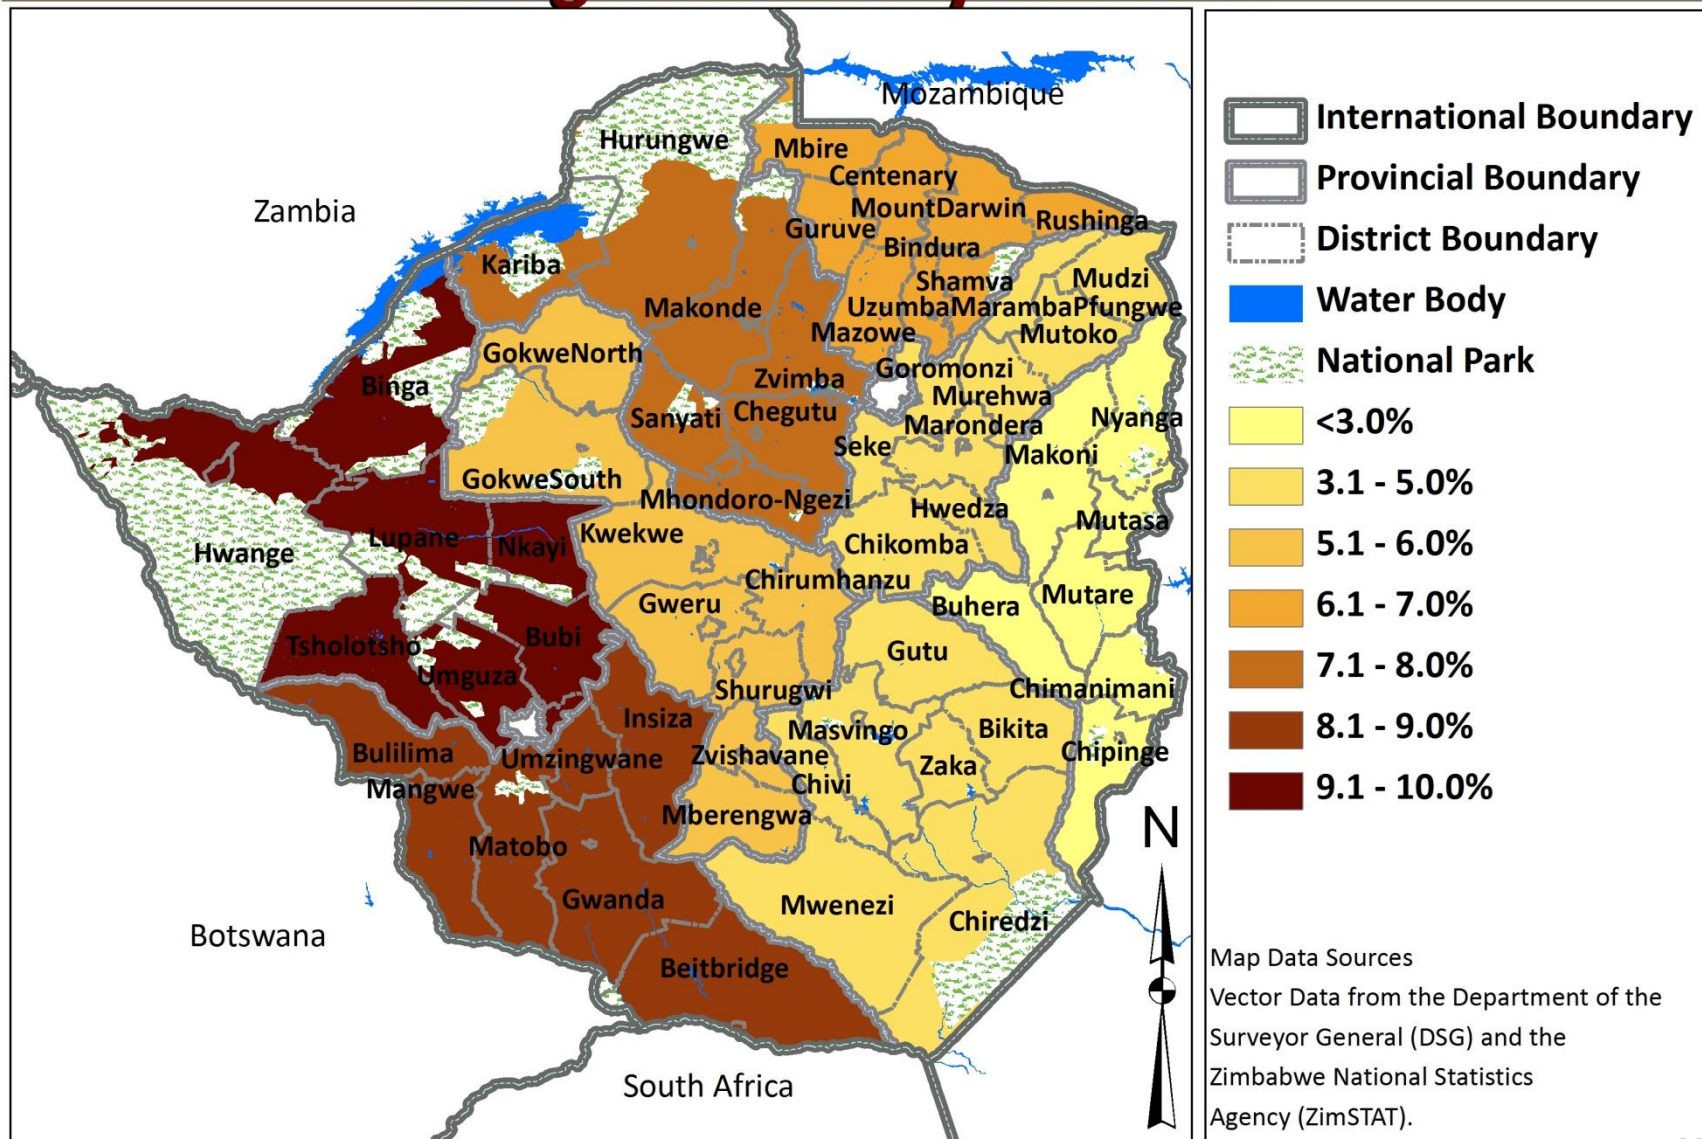 Mozambique
Hurungwe
Mbire
Centenary
Zambia
MountDarwin
Rushinga
Guruve
Bindura
Kariba
Shamva
Mudzi
Makonde
UzumbaMarambaPfungwe
Mazowe
Mutoko
GokweNorth
Goromonzi
Zvimba
Binga
Murehwa
Sanyati
Chegutu
Nyanga
Marondera
Seke
Makoni
GokweSouth
Mhondoro-Ngezi
Hwedza
Mutasa
Kwekwe
Lupane
Nkayi
Chikomba
Hwange
Chirumhanzu
Gweru
Buhera
Mutare
Bubi
Tsholotsho
Gutu
Umguza
Shurugwi
Chimanimani
Insiza
Masvingo
Bikita
Bulilima
Umzingwane
Zvishavane
Chipinge
Zaka
Mangwe
Chivi
Mberengwa
N
Matobo
Gwanda
Mwenezi
Chiredzi
Botswana
Beitbridge
South Africa
International Boundary
Provincial Boundary
District Boundary
Water Body
National Park
<3.0%
3.1 - 5.0%
5.1 - 6.0%
6.1 - 7.0%
7.1 - 8.0%
8.1 - 9.0%
9.1 - 10.0%
Map Data Sources
Vector Data from the Department of the
Surveyor General (DSG) and the
Zimbabwe National Statistics
Agency (ZimSTAT).